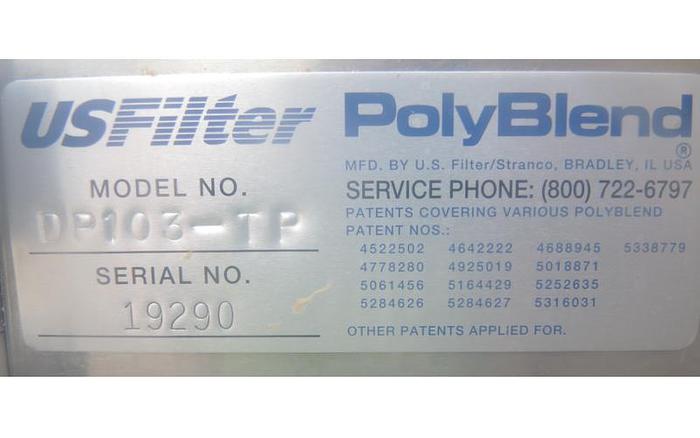 USFilter
MODEL NO.
DP103-TP
SERIAL NO.
19290
PolyBlend®
MFD. BY U.S. Filter/Stranco, BRADLEY, IL USA
SERVICE PHONE: (800) 722-6797
PATENTS COVERING VARIOUS POLYBLEND
PATENT NOS.:
4522502 4642222 4688945 5338779
4778280 4925019 5018871
5061456 5164429 5252635
5284626 5284627 5316031
OTHER PATENTS APPLIED FOR.